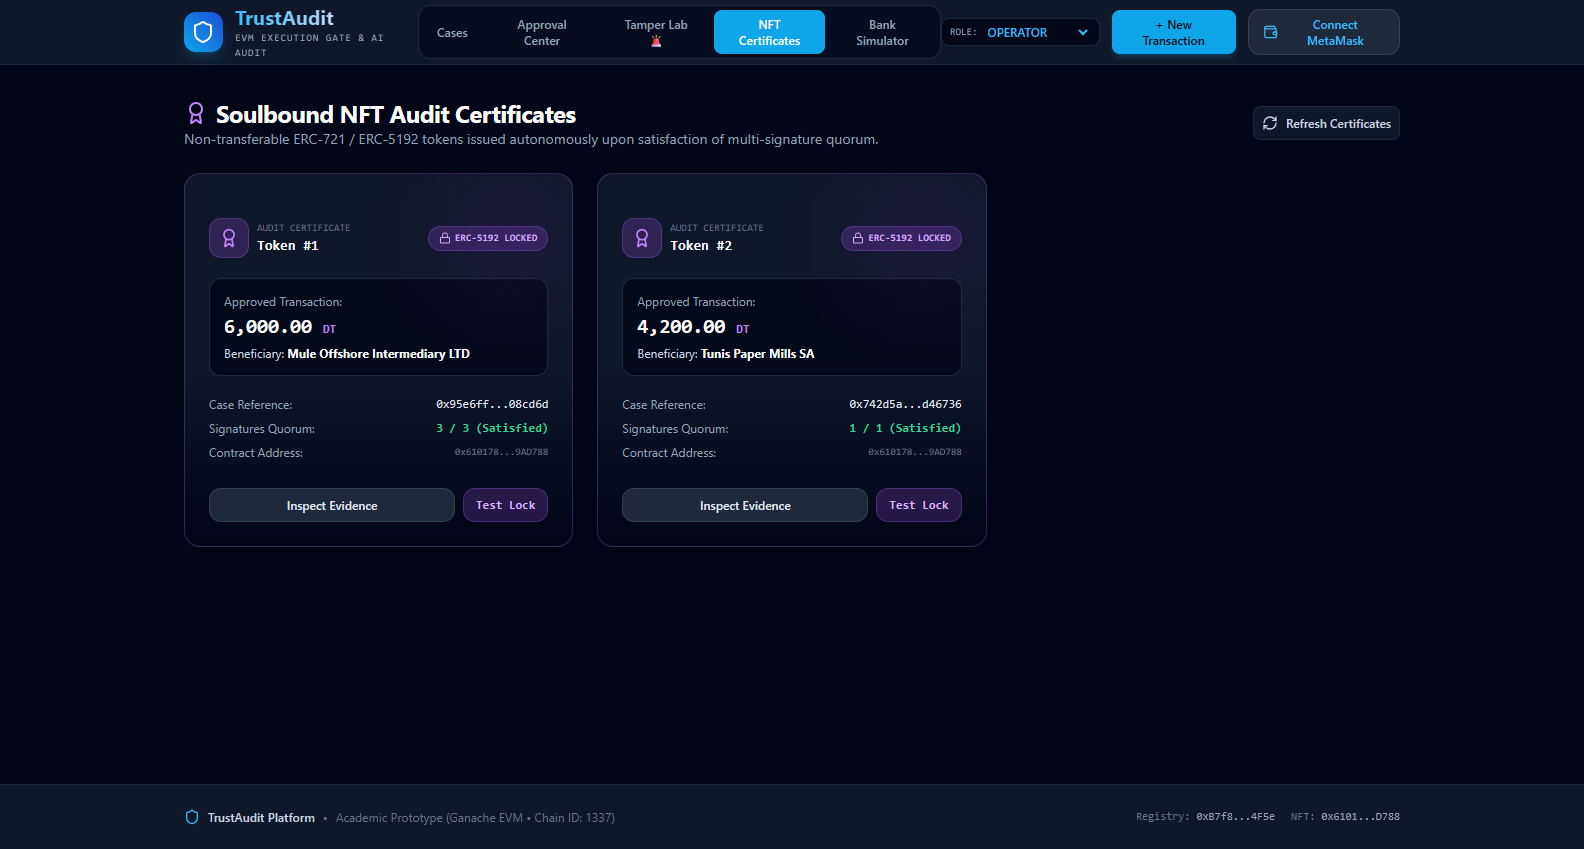 TrustAudit
EVM EXECUTION GATE & AI
AUDIT
Cases
Approval
Center
Tamper Lab
NFT
Certificates
Bank
Simulator
ROLE: OPERATOR
+ New
Transaction
Connect
MetaMask
Soulbound NFT Audit Certificates
Non-transferable ERC-721 / ERC-5192 tokens issued autonomously upon satisfaction of multi-signature quorum.
Refresh Certificates
AUDIT CERTIFICATE
Token #1
ERC-5192 LOCKED
Approved Transaction:
6,000.00 DT
Beneficiary: Mule Offshore Intermediary LTD
Case Reference: 0x95e6ff...08cd6d
Signatures Quorum: 3 / 3 (Satisfied)
Contract Address: 0x610178...9AD788
Inspect Evidence
Test Lock
AUDIT CERTIFICATE
Token #2
ERC-5192 LOCKED
Approved Transaction:
4,200.00 DT
Beneficiary: Tunis Paper Mills SA
Case Reference: 0x742d5a...d46736
Signatures Quorum: 1 / 1 (Satisfied)
Contract Address: 0x610178...9AD788
Inspect Evidence
Test Lock
TrustAudit Platform • Academic Prototype (Ganache EVM • Chain ID: 1337)
Registry: 0xB7f8...4F5e NFT: 0x6101...D788